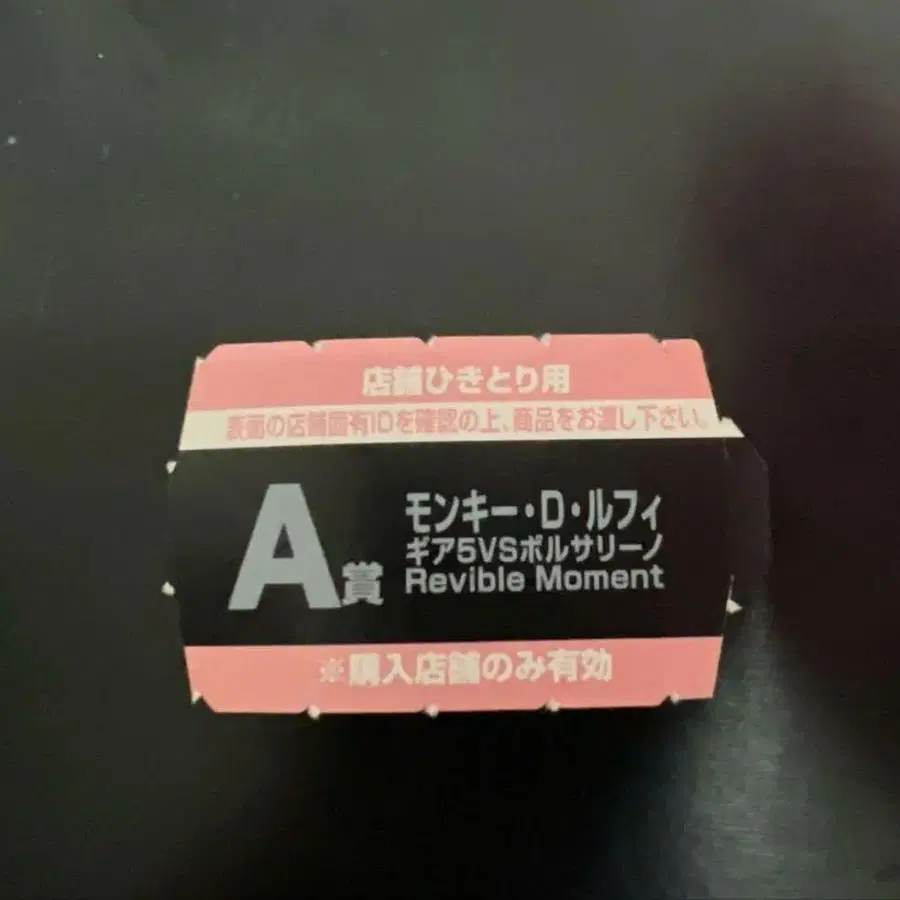 店舗ひきとり用
表面の店舗固有IDを確認の上、商品をお渡し下さい。
A賞
モンキー・D・ルフィ
ギア5VSボルサリーノ
Revible Moment
※購入店舗のみ有効